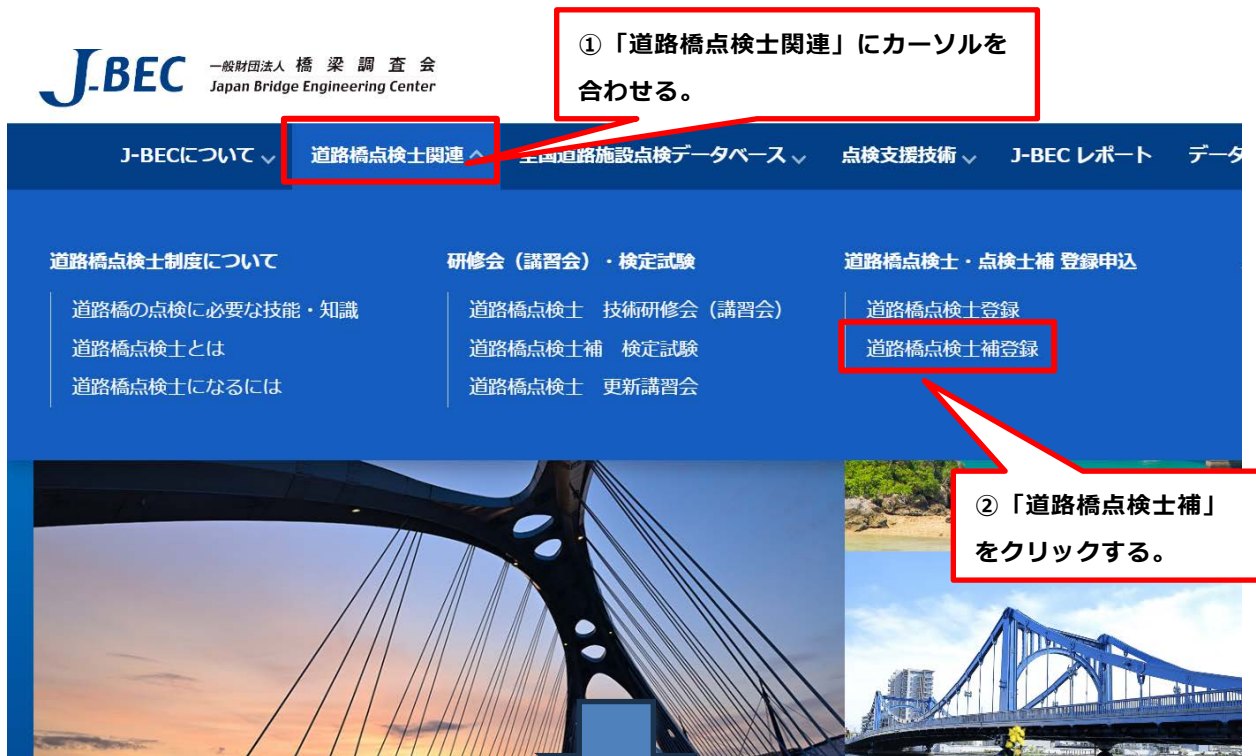 ①「道路橋点検士関連」にカーソルを
合わせる。
J-BEC 一般財団法人 橋梁調査会
Japan Bridge Engineering Center
J-BECについて 道路橋点検士関連 全国道路施設点検データベース 点検支援技術 J-BEC レポート データ
道路橋点検士制度について
道路橋の点検に必要な技能・知識
道路橋点検士とは
道路橋点検士になるには
研修会（講習会）・検定試験
道路橋点検士 技術研修会（講習会）
道路橋点検士補 検定試験
道路橋点検士 更新講習会
道路橋点検士・点検士補 登録申込
道路橋点検士登録
道路橋点検士補登録
②「道路橋点検士補」
をクリックする。